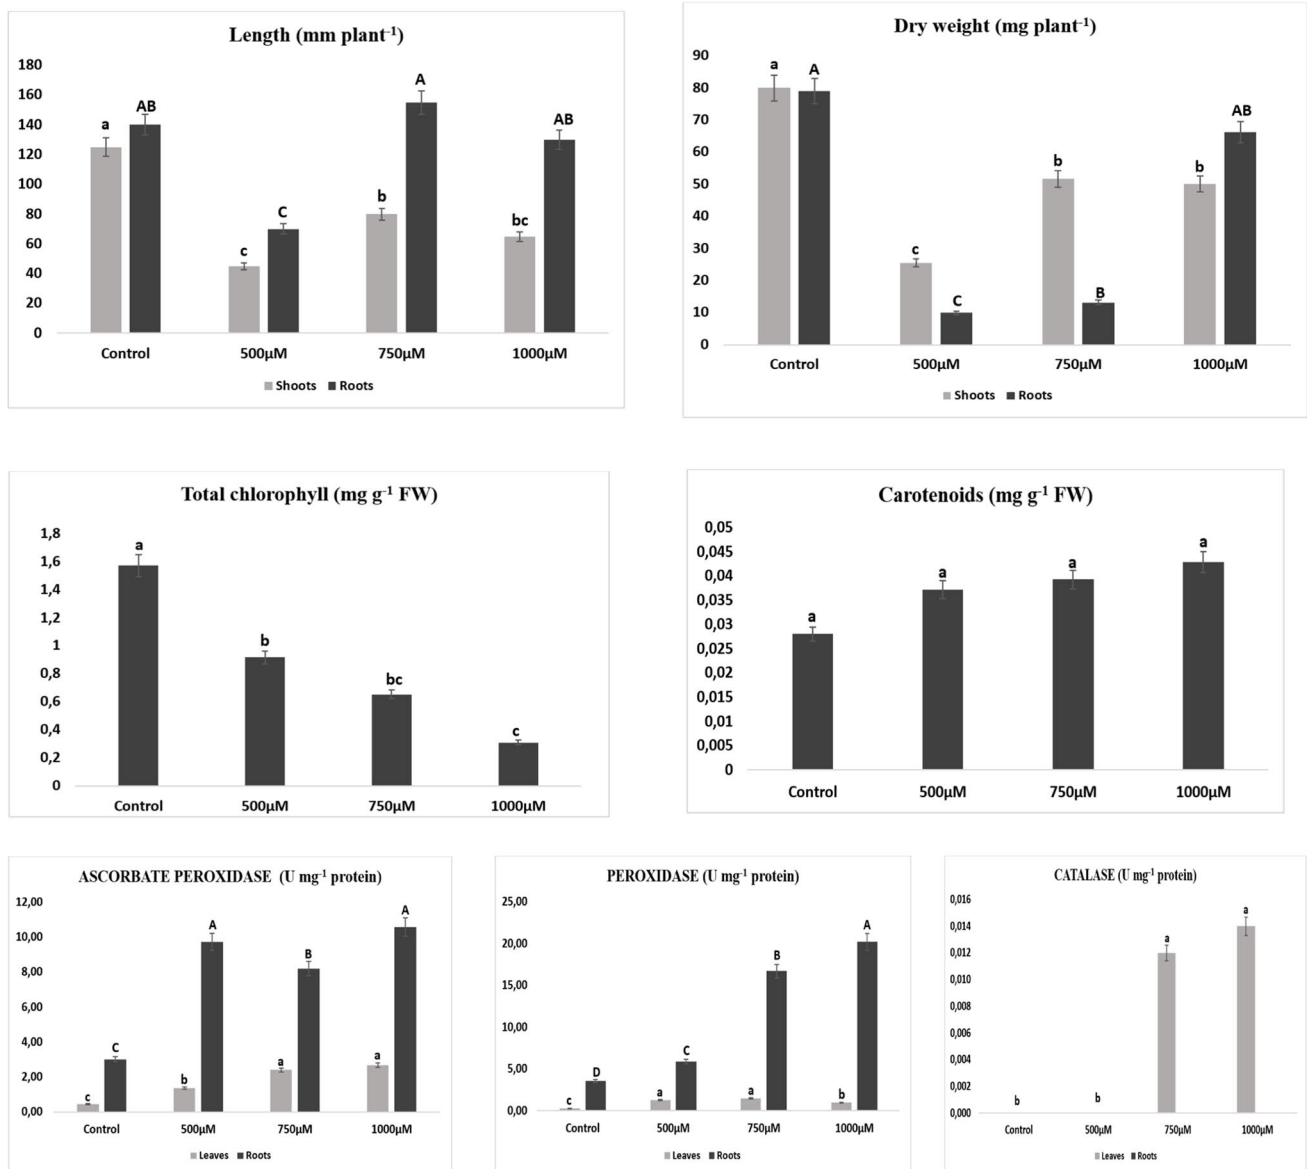 Length (mm plant⁻¹)
180
160
140
120
100
80
60
40
20
0
a
AB
c
C
b
A
bc
AB
Control
500µM
750µM
1000µM
Shoots
Roots
Dry weight (mg plant⁻¹)
90
80
70
60
50
40
30
20
10
0
a
A
c
C
b
B
b
AB
Control
500µM
750µM
1000µM
Shoots
Roots
Total chlorophyll (mg g⁻¹ FW)
1,8
1,6
1,4
1,2
1
0,8
0,6
0,4
0,2
0
a
b
bc
c
Control
500µM
750µM
1000µM
Carotenoids (mg g⁻¹ FW)
0,05
0,045
0,04
0,035
0,03
0,025
0,02
0,015
0,01
0,005
0
a
a
a
a
Control
500µM
750µM
1000µM
ASCORBATE PEROXIDASE (U mg⁻¹ protein)
12,00
10,00
8,00
6,00
4,00
2,00
0,00
c
C
b
A
a
B
a
A
Control
500µM
750µM
1000µM
Leaves
Roots
PEROXIDASE (U mg⁻¹ protein)
25,00
20,00
15,00
10,00
5,00
0,00
c
D
a
C
a
B
b
A
Control
500µM
750µM
1000µM
Leaves
Roots
CATALASE (U mg⁻¹ protein)
0,016
0,014
0,012
0,010
0,008
0,006
0,004
0,002
0,000
b
b
a
a
Control
500µM
750µM
1000µM
Leaves
Roots